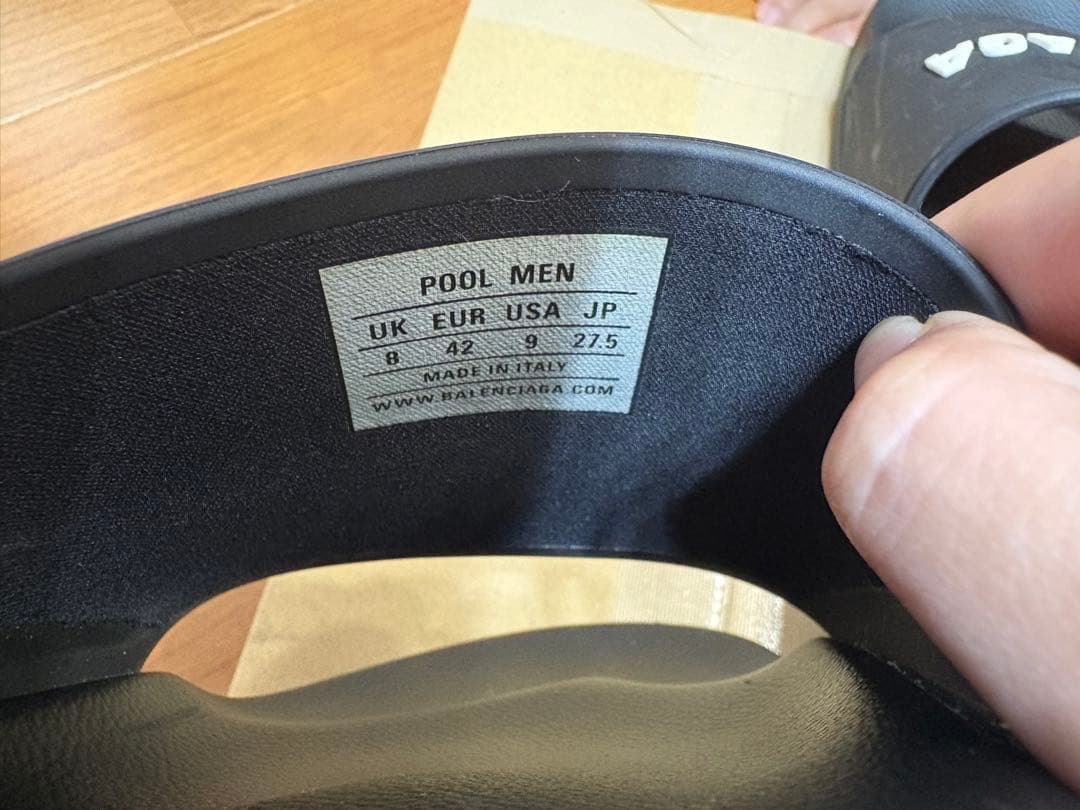 POOL MEN
UK EUR USA JP
8 42 9 27.5
MADE IN ITALY
WWW.BALENCIAGA.COM